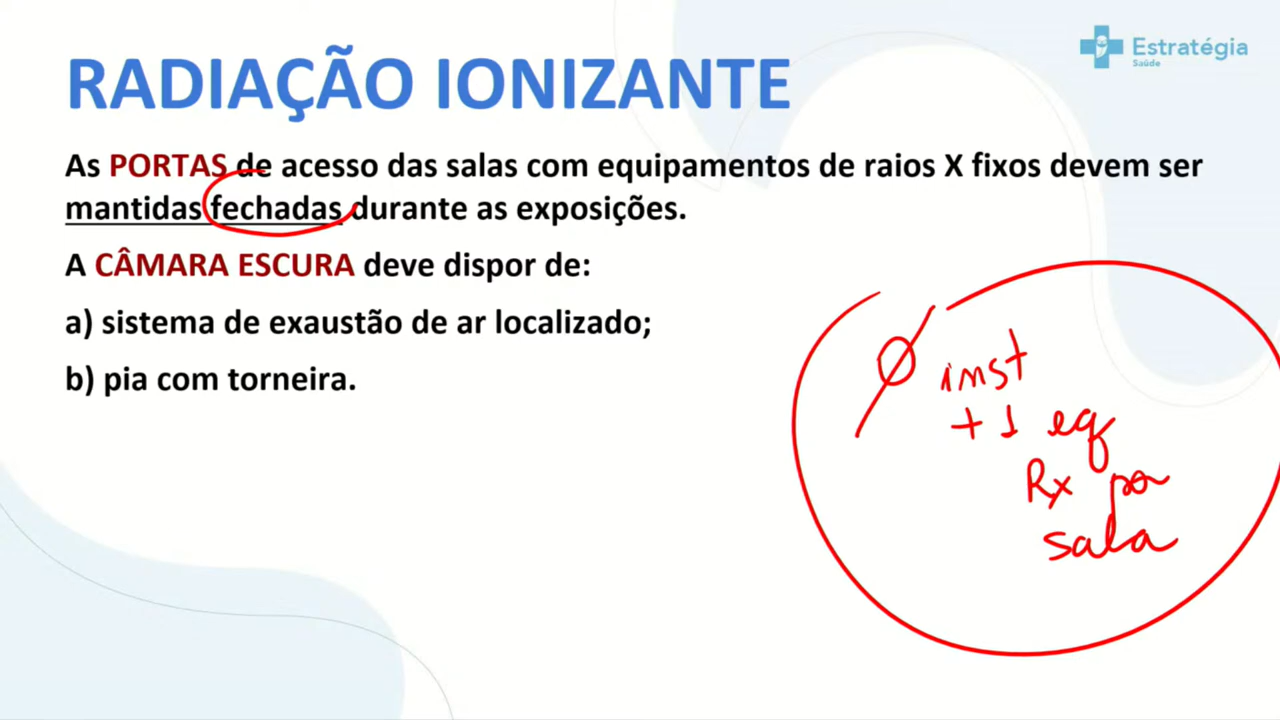 Estratégia
Saúde
RADIAÇÃO IONIZANTE
As PORTAS de acesso das salas com equipamentos de raios X fixos devem ser
mantidas fechadas durante as exposições.
A CÂMARA ESCURA deve dispor de:
a) sistema de exaustão de ar localizado;
b) pia com torneira.
Ø inst
+1 eq
Rx por
sala